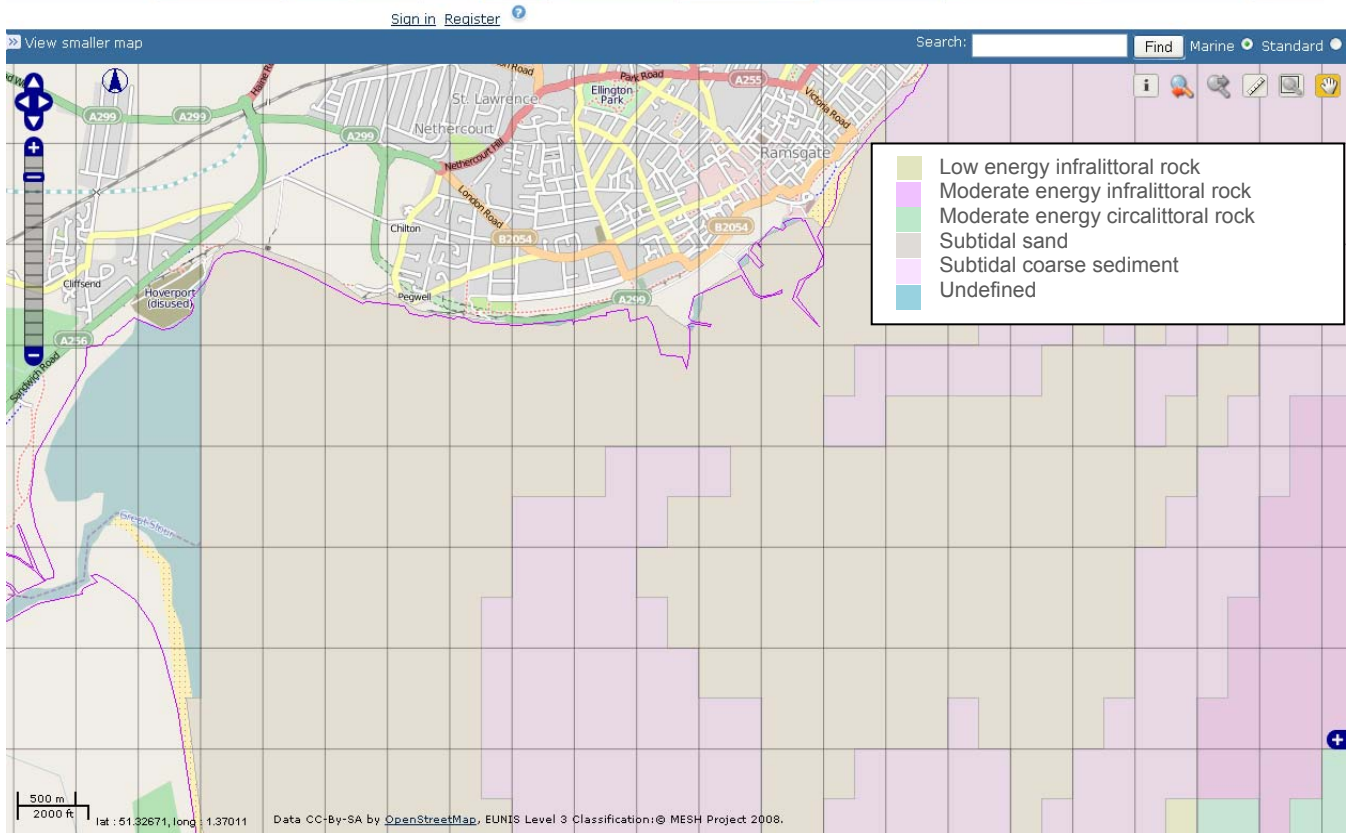 Sign in Register ?
View smaller map
Search: Find Marine Standard
Haine
Park Road
A255
St. Lawrence
Ellington
Park
Victoria Road
A299
A299
A299
Nethercourt
Nethercourt Hill
Ramsgate
London Road
Chilton
B2054
B2054
Cliffsend
Hoverport
(disused)
Pegwell
A299
A256
Sandwich Road
Great Stour
Low energy infralittoral rock
Moderate energy infralittoral rock
Moderate energy circalittoral rock
Subtidal sand
Subtidal coarse sediment
Undefined
500 m
2000 ft
lat : 51.32671, long : 1.37011
Data CC-By-SA by OpenStreetMap, EUNIS Level 3 Classification:© MESH Project 2008.